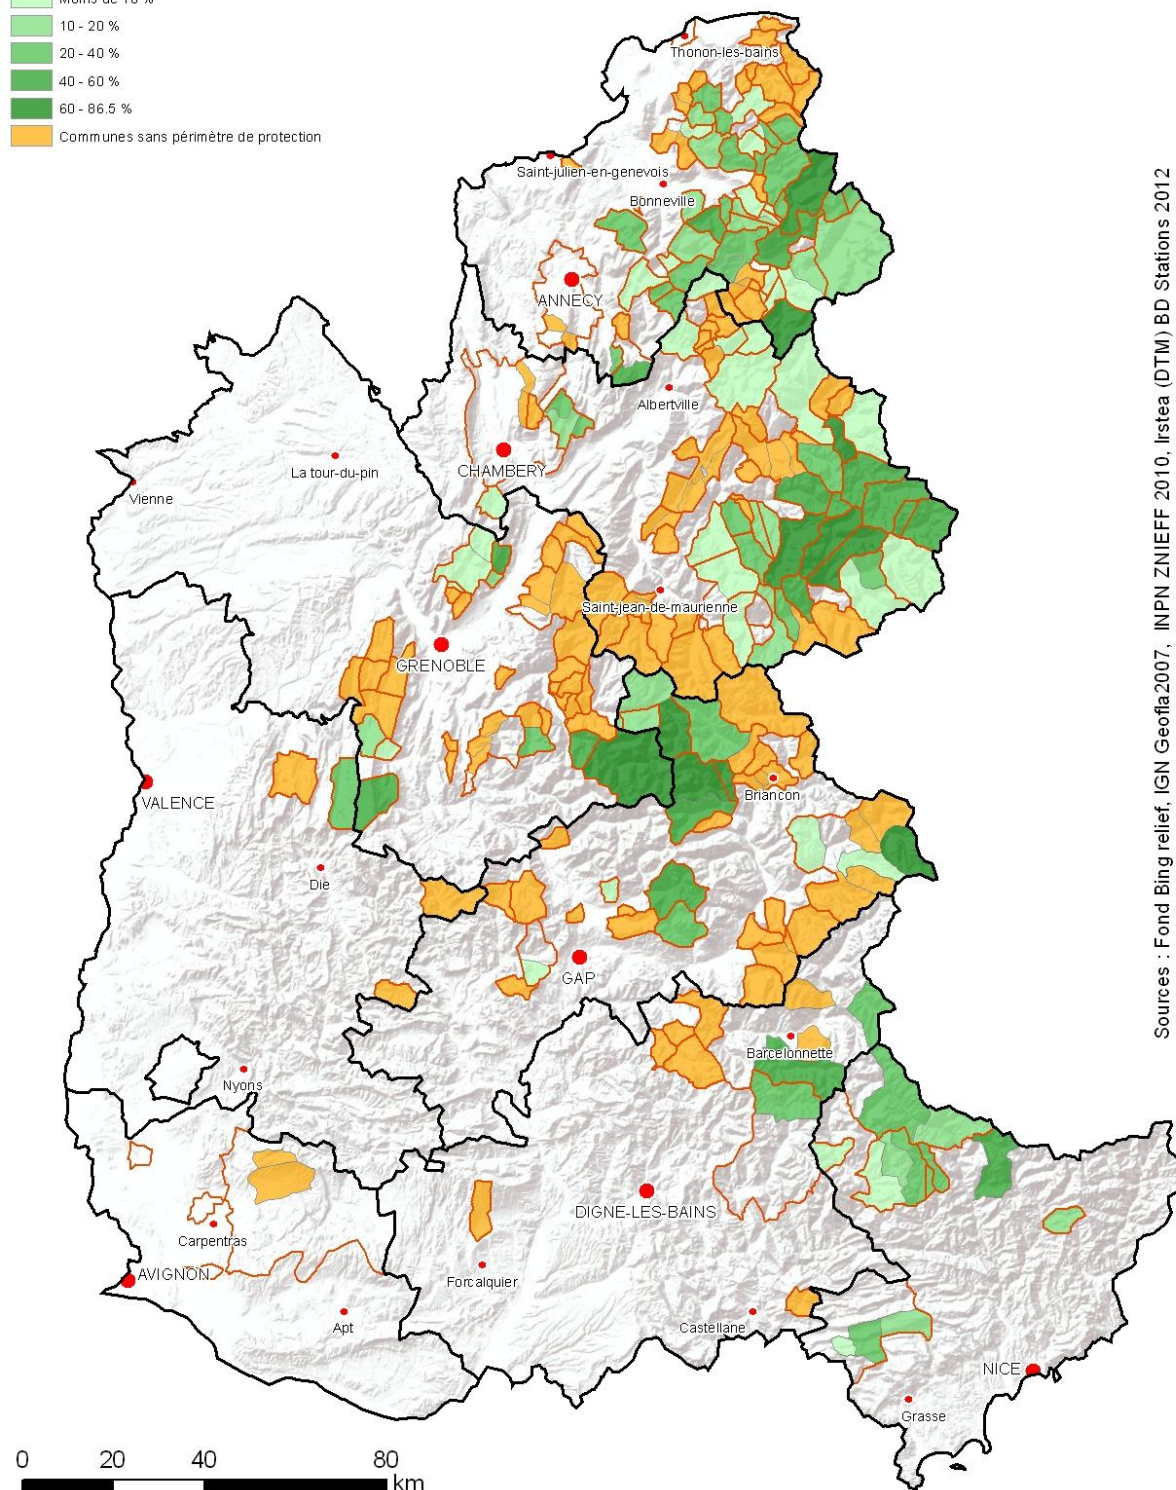 10 - 20 %
20 - 40 %
40 - 60 %
60 - 86.5 %
Communes sans périmètre de protection
Thonon-les-bains
Saint-julien-en-genevois
Bonneville
ANNECY
Albertville
CHAMBERY
La tour-du-pin
Vienne
Saint-jean-de-maurienne
GRENOBLE
VALENCE
Briancon
Die
GAP
Barcelonnette
Nyons
DIGNE-LES-BAINS
Carpentras
AVIGNON
Forcalquier
Apt
Castellane
NICE
Grasse
0 20 40 80
km
Sources : Fond Bing relief, IGN Geofla2007, INPN ZNIEFF 2010, Irstea (DTM) BD Stations 2012